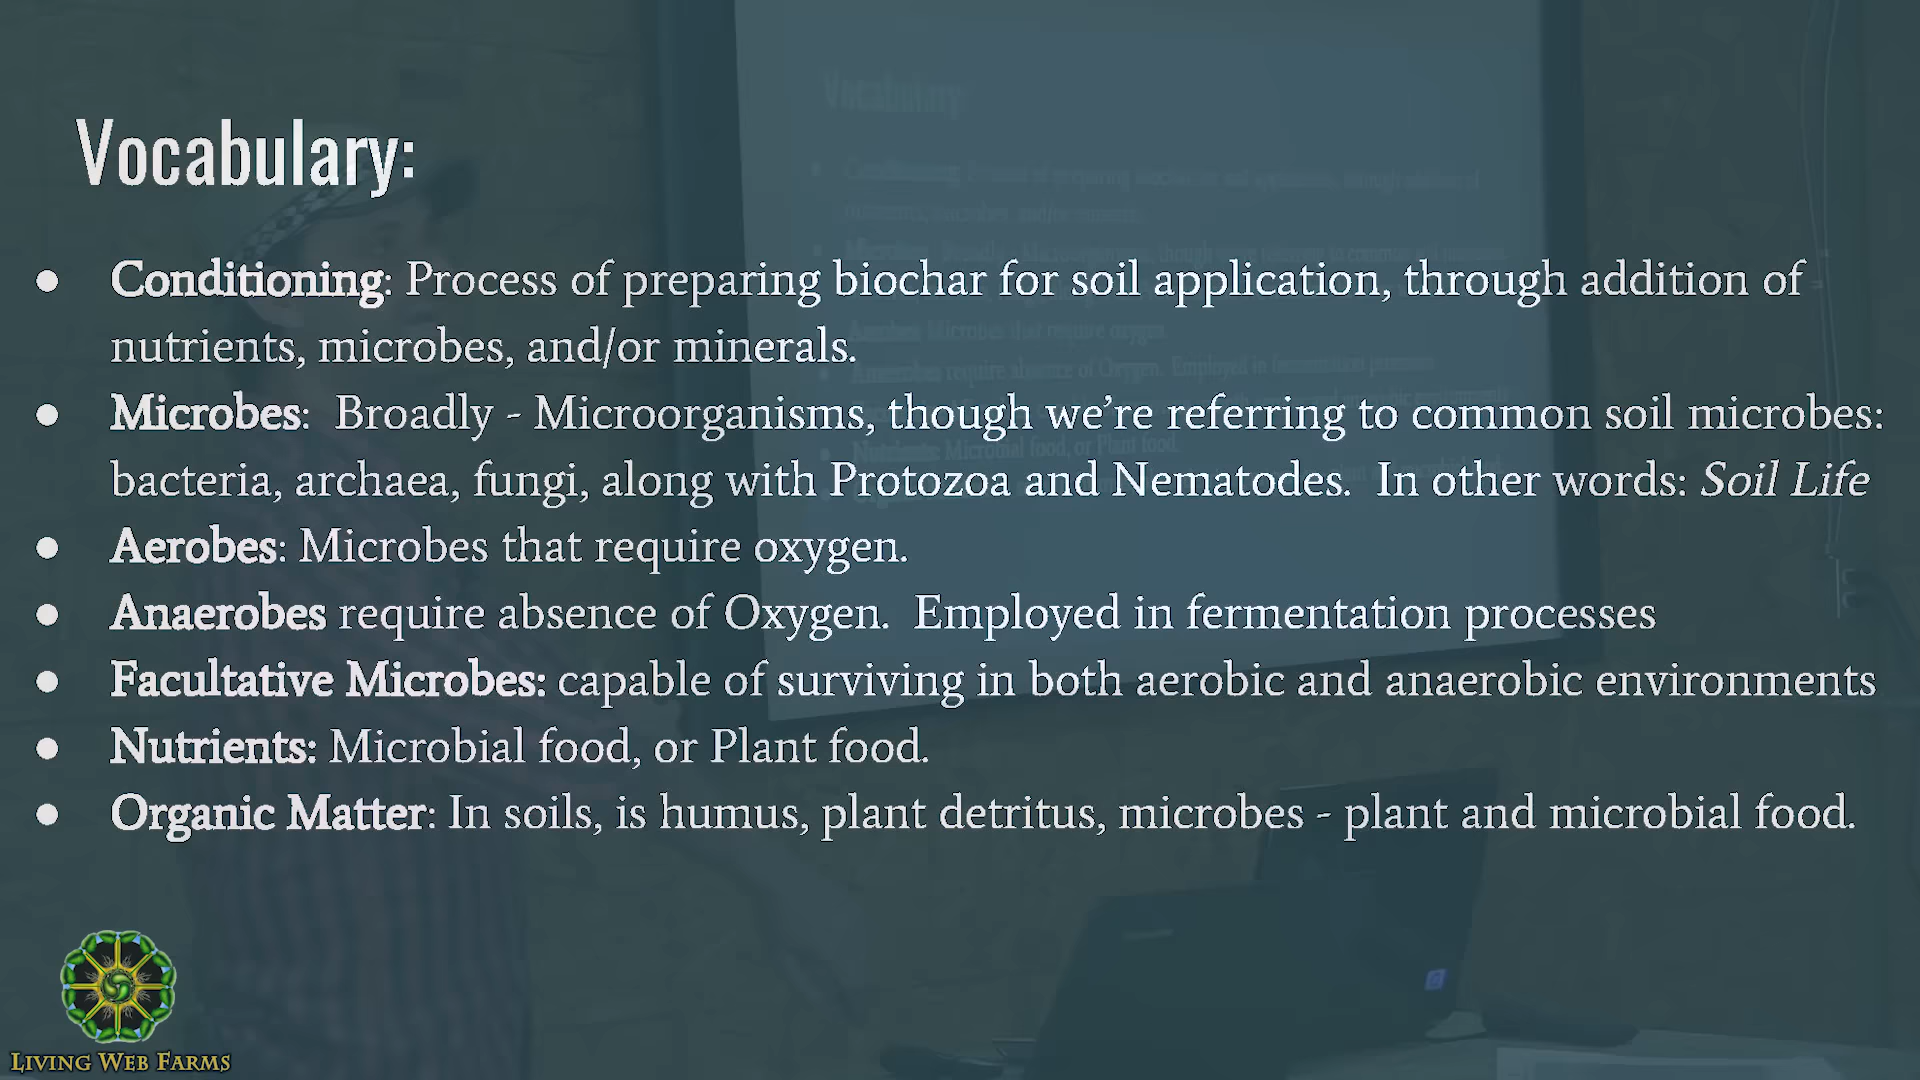 Vocabulary:
● Conditioning: Process of preparing biochar for soil application, through addition of
nutrients, microbes, and/or minerals.
● Microbes:  Broadly - Microorganisms, though we’re referring to common soil microbes:
bacteria, archaea, fungi, along with Protozoa and Nematodes.  In other words: Soil Life
● Aerobes: Microbes that require oxygen.
● Anaerobes require absence of Oxygen.  Employed in fermentation processes
● Facultative Microbes: capable of surviving in both aerobic and anaerobic environments
● Nutrients: Microbial food, or Plant food.
● Organic Matter: In soils, is humus, plant detritus, microbes - plant and microbial food.
LIVING WEB FARMS